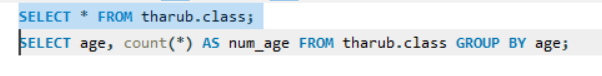 SELECT * FROM tharub.class;
SELECT age, count(*) AS num_age FROM tharub.class GROUP BY age;